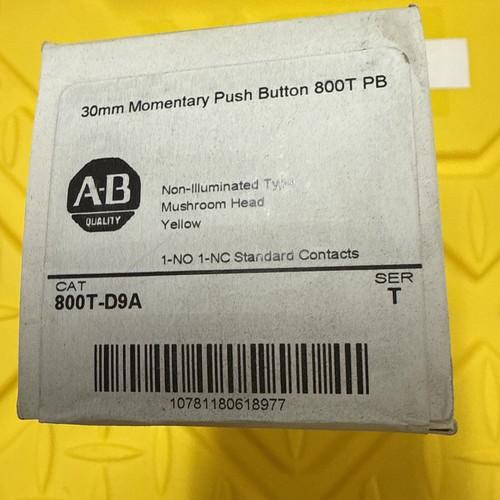 30mm Momentary Push Button 800T PB
A-B
QUALITY
Non-Illuminated Type
Mushroom Head
Yellow
1-NO 1-NC Standard Contacts
CAT
800T-D9A
SER
T
10781180618977